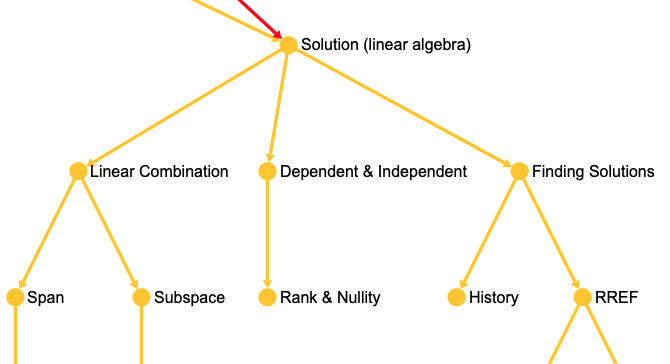 Solution (linear algebra)
Linear Combination
Dependent & Independent
Finding Solutions
Span
Subspace
Rank & Nullity
History
RREF